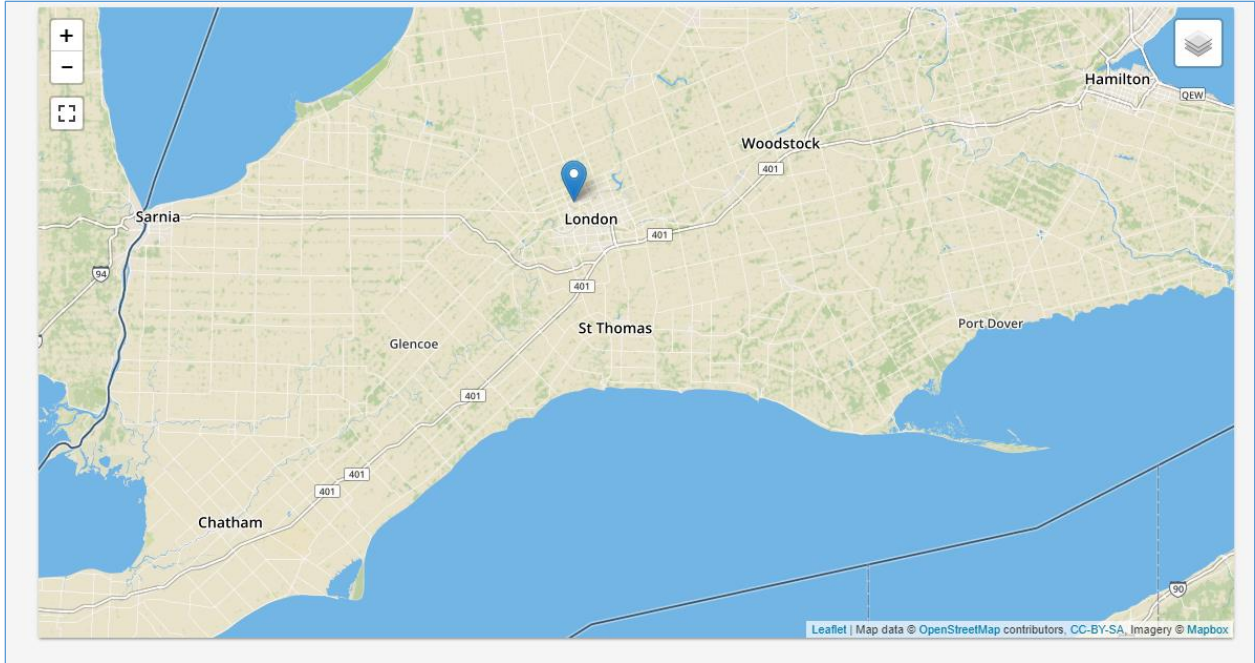 +
−
Hamilton
QEW
Woodstock
401
London
Sarnia
401
94
401
St Thomas
Port Dover
Glencoe
401
401
401
Chatham
90
Leaflet | Map data © OpenStreetMap contributors, CC-BY-SA, Imagery © Mapbox